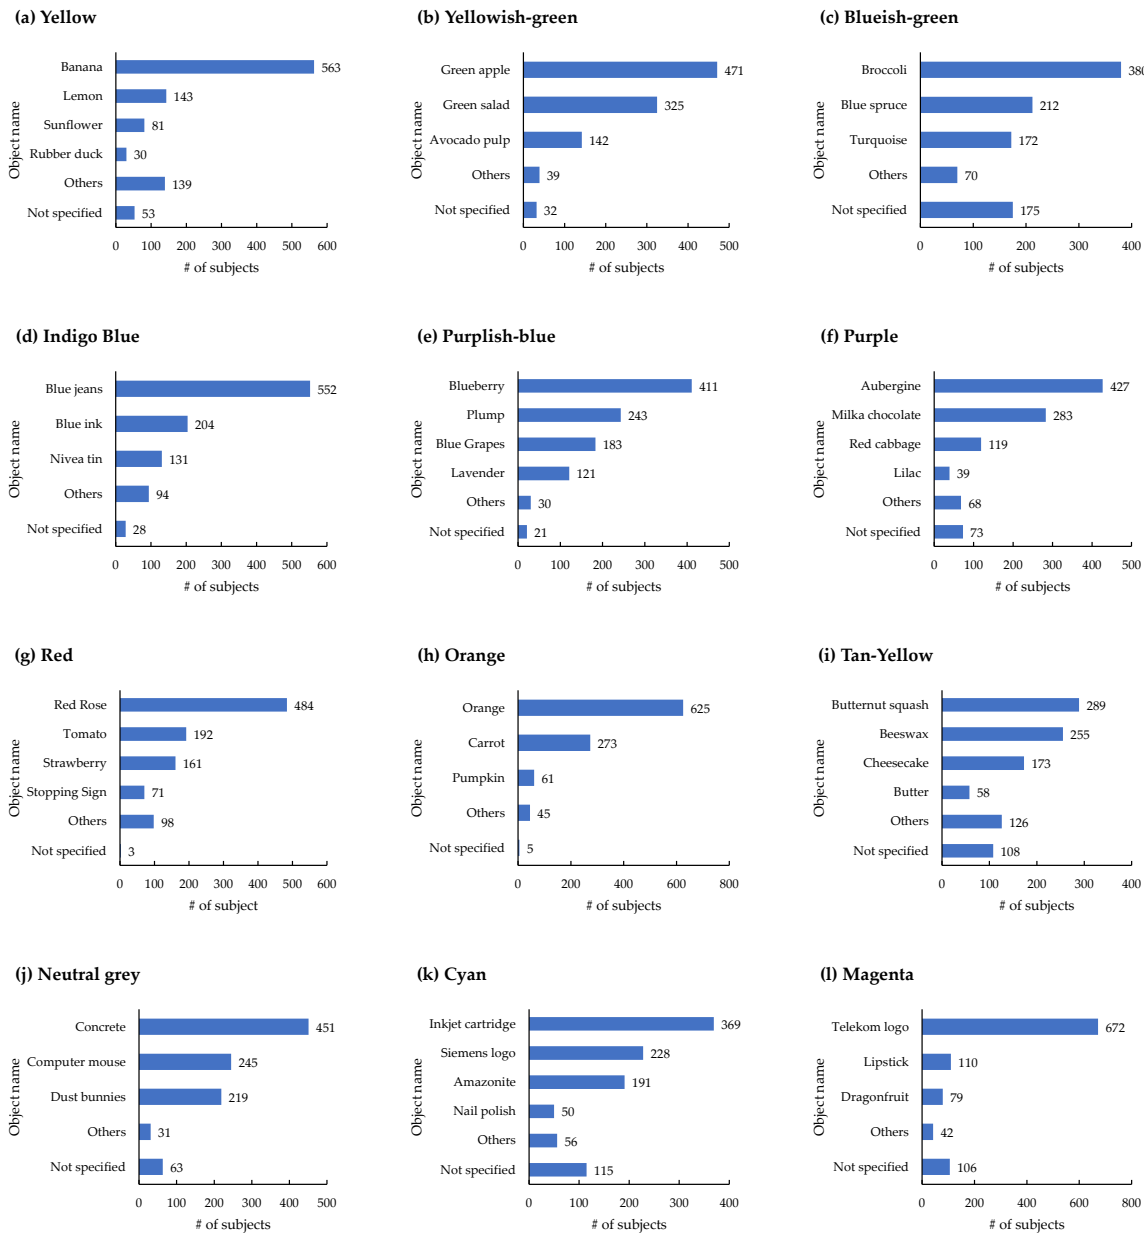 (a) Yellow
Object name
Banana 563
Lemon 143
Sunflower 81
Rubber duck 30
Others 139
Not specified 53
0 100 200 300 400 500 600
# of subjects
(b) Yellowish-green
Object name
Green apple 471
Green salad 325
Avocado pulp 142
Others 39
Not specified 32
0 100 200 300 400 500
# of subjects
(c) Blueish-green
Object name
Broccoli 380
Blue spruce 212
Turquoise 172
Others 70
Not specified 175
0 100 200 300 400
# of subjects
(d) Indigo Blue
Object name
Blue jeans 552
Blue ink 204
Nivea tin 131
Others 94
Not specified 28
0 100 200 300 400 500 600
# of subjects
(e) Purplish-blue
Object name
Blueberry 411
Plump 243
Blue Grapes 183
Lavender 121
Others 30
Not specified 21
0 100 200 300 400 500
# of subjects
(f) Purple
Object name
Aubergine 427
Milka chocolate 283
Red cabbage 119
Lilac 39
Others 68
Not specified 73
0 100 200 300 400 500
# of subjects
(g) Red
Object name
Red Rose 484
Tomato 192
Strawberry 161
Stopping Sign 71
Others 98
Not specified 3
0 100 200 300 400 500 600
# of subject
(h) Orange
Object name
Orange 625
Carrot 273
Pumpkin 61
Others 45
Not specified 5
0 200 400 600 800
# of subjects
(i) Tan-Yellow
Object name
Butternut squash 289
Beeswax 255
Cheesecake 173
Butter 58
Others 126
Not specified 108
0 100 200 300 400
# of subjects
(j) Neutral grey
Object name
Concrete 451
Computer mouse 245
Dust bunnies 219
Others 31
Not specified 63
0 100 200 300 400 500
# of subjects
(k) Cyan
Object name
Inkjet cartridge 369
Siemens logo 228
Amazonite 191
Nail polish 50
Others 56
Not specified 115
0 100 200 300 400
# of subjects
(l) Magenta
Object name
Telekom logo 672
Lipstick 110
Dragonfruit 79
Others 42
Not specified 106
0 200 400 600 800
# of subjects